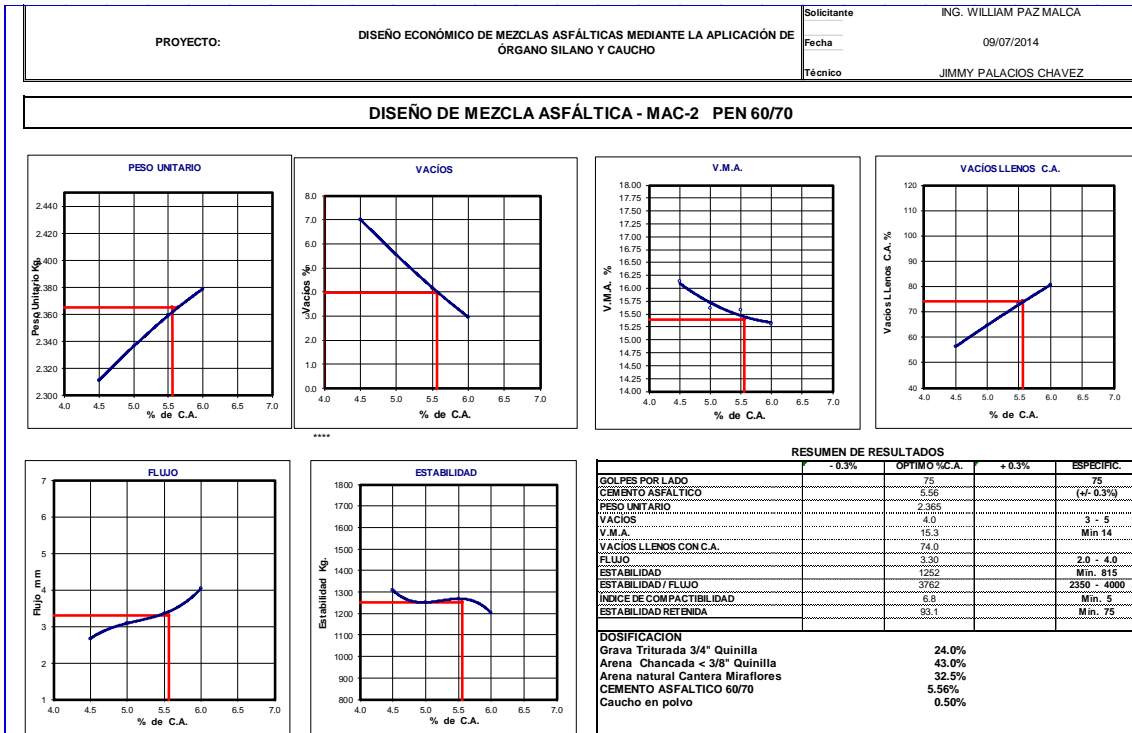 PROYECTO:
DISEÑO ECONÓMICO DE MEZCLAS ASFÁLTICAS MEDIANTE LA APLICACIÓN DE
ÓRGANO SILANO Y CAUCHO
Solicitante ING. WILLIAM PAZ MALCA
Fecha 09/07/2014
Técnico JIMMY PALACIOS CHAVEZ
DISEÑO DE MEZCLA ASFÁLTICA - MAC-2 PEN 60/70
PESO UNITARIO
Peso Unitario Kg.
2.440
2.420
2.400
2.380
2.360
2.340
2.320
2.300
4.0 4.5 5.0 5.5 6.0 6.5 7.0
% de C.A.
VACÍOS
Vacíos %
8.0
7.0
6.0
5.0
4.0
3.0
2.0
1.0
0.0
4.0 4.5 5.0 5.5 6.0 6.5 7.0
% de C.A.
****
V.M.A.
V.M.A. %
18.00
17.75
17.50
17.25
17.00
16.75
16.50
16.25
16.00
15.75
15.50
15.25
15.00
14.75
14.50
14.25
14.00
4.0 4.5 5.0 5.5 6.0 6.5 7.0
% de C.A.
VACÍOS LLENOS C.A.
Vacíos LLenos C.A. %
120
110
100
90
80
70
60
50
40
4.0 4.5 5.0 5.5 6.0 6.5 7.0
% de C.A.
FLUJO
Flujo mm
7
6
5
4
3
2
1
4.0 4.5 5.0 5.5 6.0 6.5 7.0
% de C.A.
ESTABILIDAD
Estabilidad Kg.
1800
1700
1600
1500
1400
1300
1200
1100
1000
900
800
4.0 4.5 5.0 5.5 6.0 6.5 7.0
% de C.A.
RESUMEN DE RESULTADOS
- 0.3% OPTIMO %C.A. + 0.3% ESPECIFIC.
GOLPES POR LADO 75 75
CEMENTO ASFÁLTICO 5.56 (+/- 0.3%)
PESO UNITARIO 2.365
VACÍOS 4.0 3 - 5
V.M.A. 15.3 Min 14
VACÍOS LLENOS CON C.A. 74.0
FLUJO 3.30 2.0 - 4.0
ESTABILIDAD 1252 Mín. 815
ESTABILIDAD / FLUJO 3762 2350 - 4000
ÍNDICE DE COMPACTIBILIDAD 6.8 Mín. 5
ESTABILIDAD RETENIDA 93.1 Mín. 75
DOSIFICACION
Grava Triturada 3/4" Quinilla 24.0%
Arena Chancada < 3/8" Quinilla 43.0%
Arena natural Cantera Miraflores 32.5%
CEMENTO ASFALTICO 60/70 5.56%
Caucho en polvo 0.50%